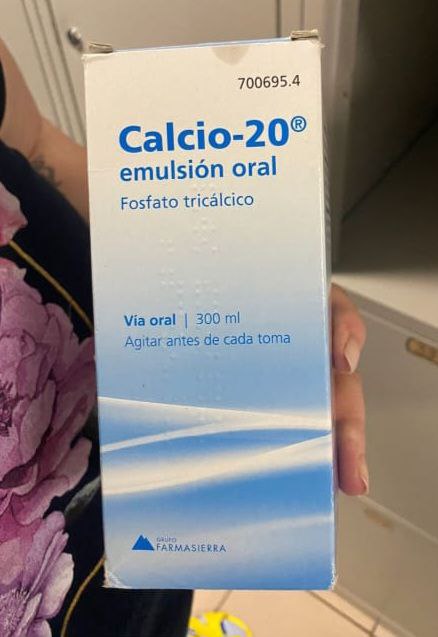 700695.4
Calcio-20®
emulsión oral
Fosfato tricálcico
Vía oral | 300 ml
Agitar antes de cada toma
GRUPO
FARMASIERRA